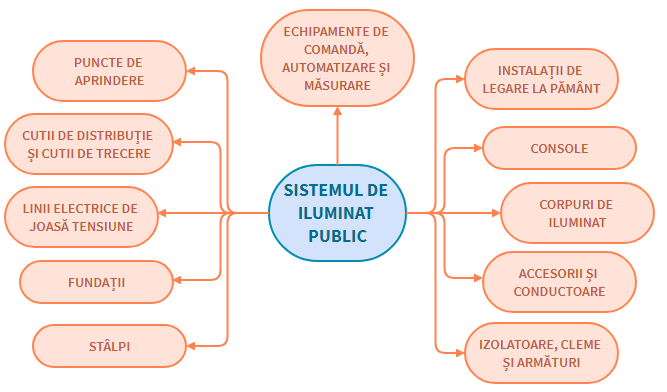 ECHIPAMENTE DE
COMANDĂ,
AUTOMATIZARE ȘI
MĂSURARE
PUNCTE DE
APRINDERE
CUTII DE DISTRIBUȚIE
ȘI CUTII DE TRECERE
LINII ELECTRICE DE
JOASĂ TENSIUNE
FUNDAȚII
STÂLPI
SISTEMUL DE
ILUMINAT
PUBLIC
INSTALAȚII DE
LEGARE LA PĂMÂNT
CONSOLE
CORPURI DE
ILUMINAT
ACCESORII ȘI
CONDUCTOARE
IZOLATOARE, CLEME
ȘI ARMĂTURI